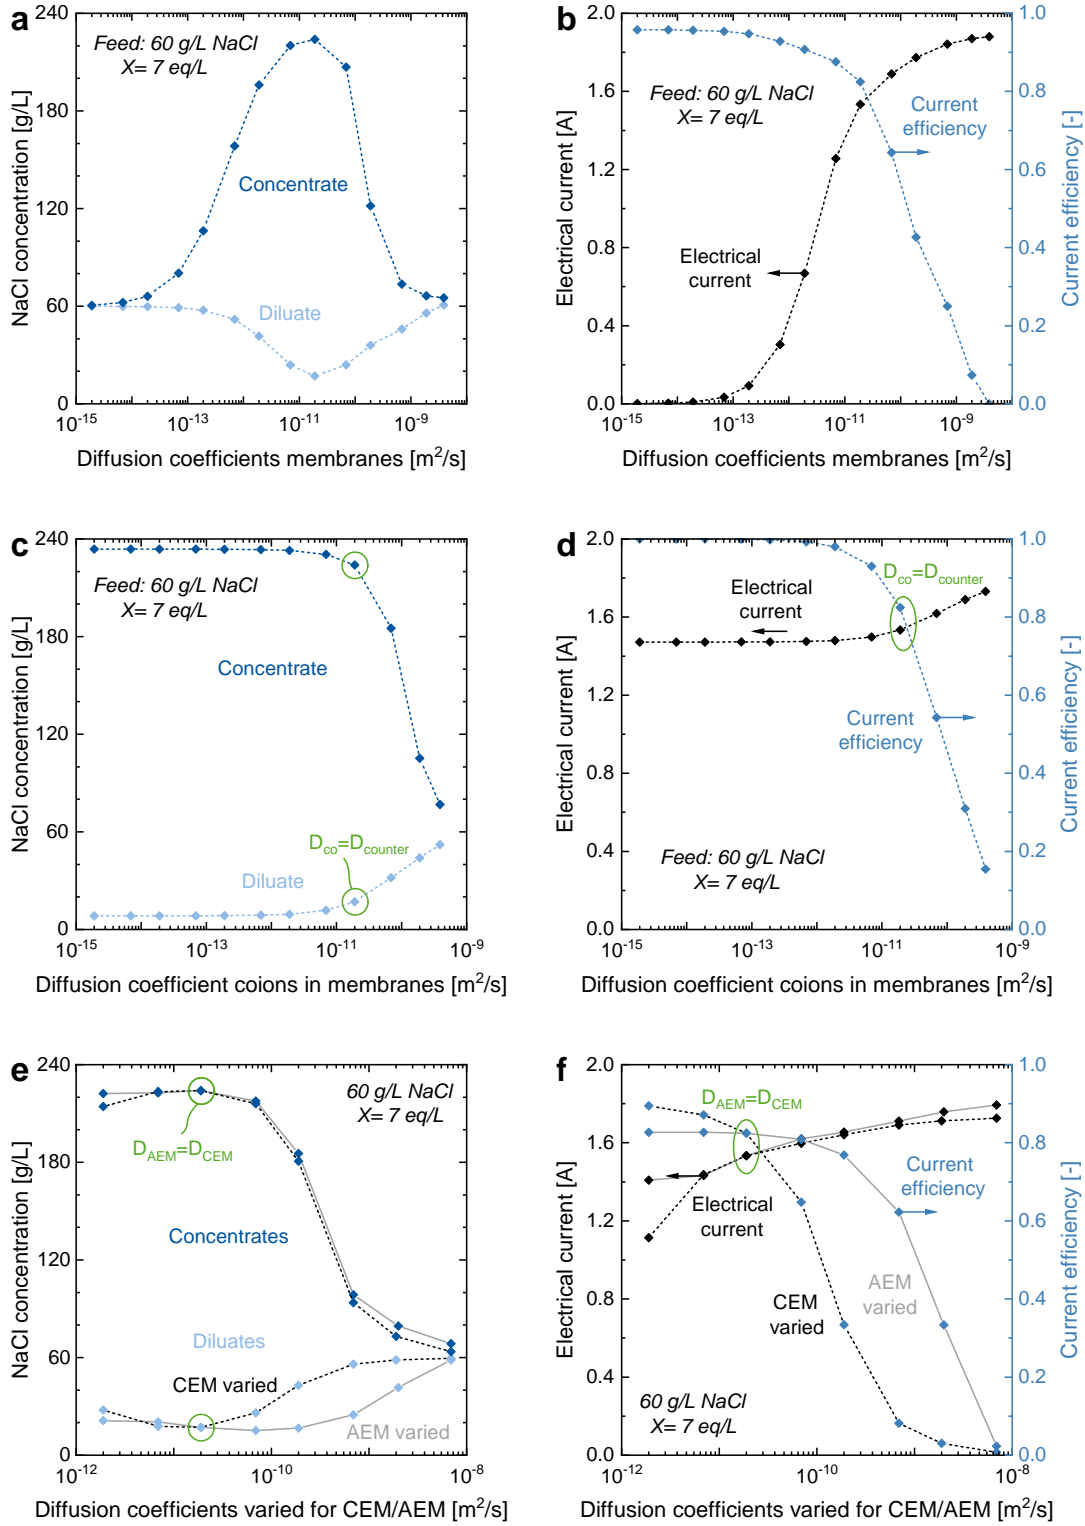 a
Feed: 60 g/L NaCl
X= 7 eq/L
Concentrate
Diluate
NaCl concentration [g/L]
240
180
120
60
0
10⁻¹⁵
10⁻¹³
10⁻¹¹
10⁻⁹
Diffusion coefficients membranes [m²/s]
b
Feed: 60 g/L NaCl
X= 7 eq/L
Current
efficiency
Electrical
current
Electrical current [A]
2.0
1.6
1.2
0.8
0.4
0.0
1.0
0.8
0.6
0.4
0.2
0.0
Current efficiency [-]
10⁻¹⁵
10⁻¹³
10⁻¹¹
10⁻⁹
Diffusion coefficients membranes [m²/s]
c
Feed: 60 g/L NaCl
X= 7 eq/L
Concentrate
D_co=D_counter
Diluate
NaCl concentration [g/L]
240
180
120
60
0
10⁻¹⁵
10⁻¹³
10⁻¹¹
10⁻⁹
Diffusion coefficient coions in membranes [m²/s]
d
D_co=D_counter
Electrical
current
Current
efficiency
Feed: 60 g/L NaCl
X= 7 eq/L
Electrical current [A]
2.0
1.6
1.2
0.8
0.4
0.0
1.0
0.8
0.6
0.4
0.2
0.0
Current efficiency [-]
10⁻¹⁵
10⁻¹³
10⁻¹¹
10⁻⁹
Diffusion coefficient coions in membranes [m²/s]
e
60 g/L NaCl
X= 7 eq/L
D_AEM=D_CEM
Concentrates
Diluates
CEM varied
AEM varied
NaCl concentration [g/L]
240
180
120
60
0
10⁻¹²
10⁻¹⁰
10⁻⁸
Diffusion coefficients varied for CEM/AEM [m²/s]
f
D_AEM=D_CEM
Current
efficiency
Electrical
current
CEM
varied
AEM
varied
60 g/L NaCl
X= 7 eq/L
Electrical current [A]
2.0
1.6
1.2
0.8
0.4
0.0
1.0
0.8
0.6
0.4
0.2
0.0
Current efficiency [-]
10⁻¹²
10⁻¹⁰
10⁻⁸
Diffusion coefficients varied for CEM/AEM [m²/s]